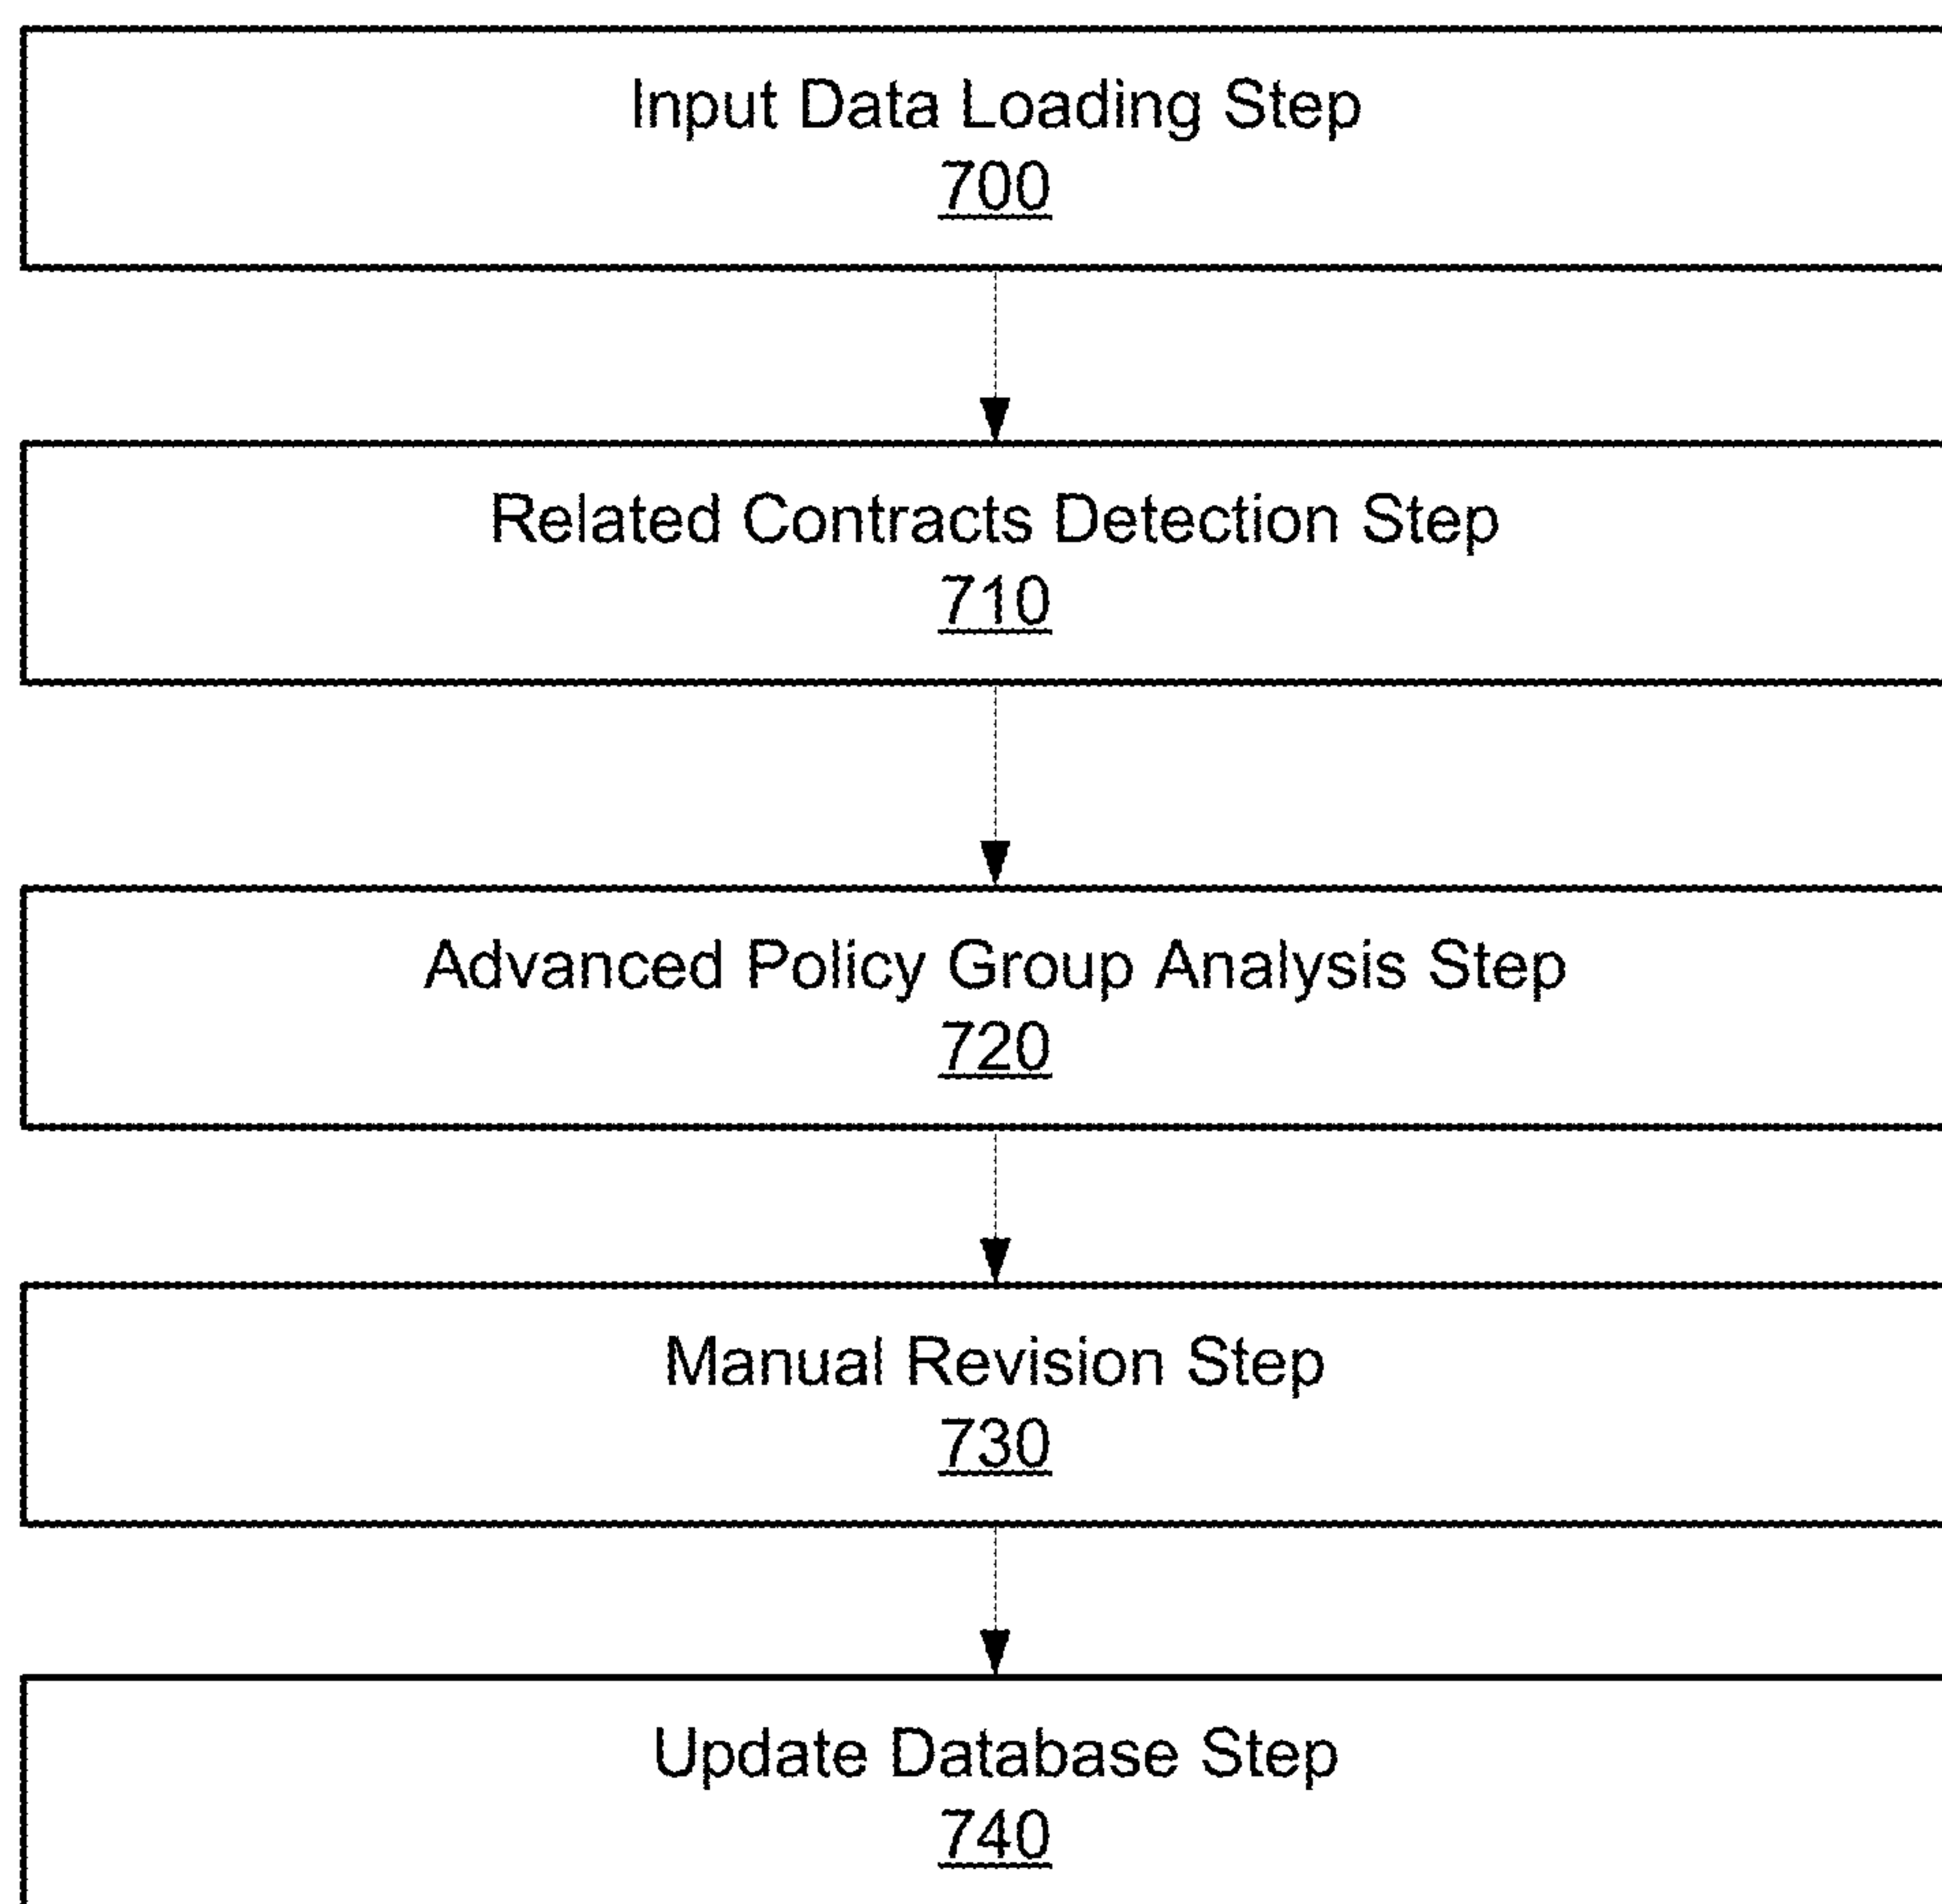 Input Data Loading Step
700
Related Contracts Detection Step
710
Advanced Policy Group Analysis Step
720
Manual Revision Step
730
Update Database Step
740